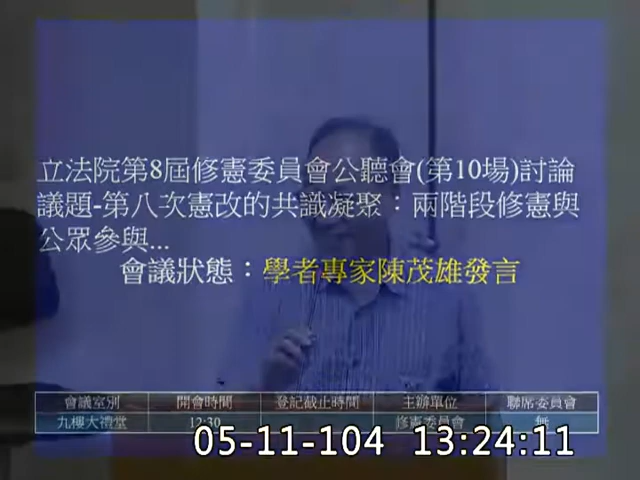 立法院第8屆修憲委員會公聽會(第10場)討論
議題-第八次憲改的共識凝聚：兩階段修憲與
公眾參與...
會議狀態：學者專家陳茂雄發言
會議室別 開會時間 登記截止時間 主辦單位 聯席委員會
九樓大禮堂 12:30 修憲委員會 無
05-11-104 13:24:11